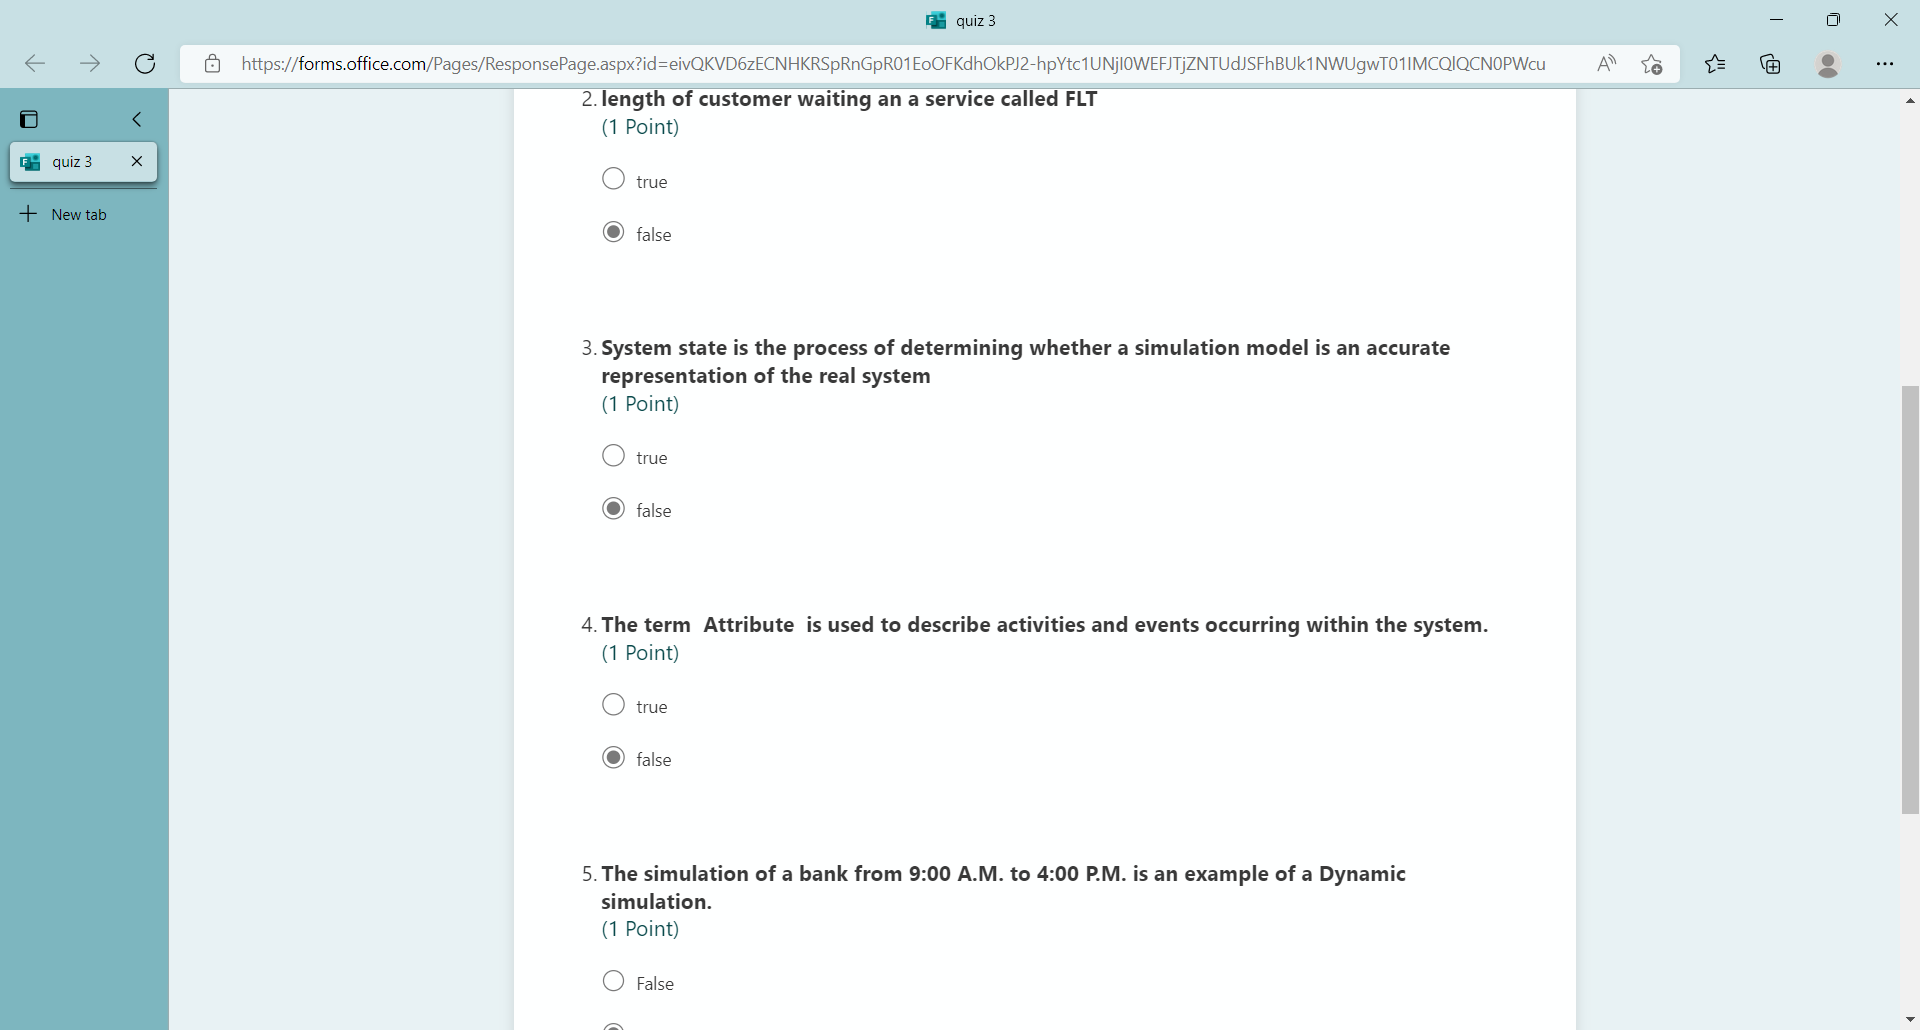 quiz 3
https://forms.office.com/Pages/ResponsePage.aspx?id=eivQKVD6zECNHKRSpRnGpR01EoOFKdhOkPJ2-hpYtc1UNjI0WEFJTjZNTUdJSFhBUk1NWUgwT01IMCQlQCN0PWcu
quiz 3
New tab
2. length of customer waiting an a service called FLT
(1 Point)
true
false
3. System state is the process of determining whether a simulation model is an accurate
representation of the real system
(1 Point)
true
false
4. The term Attribute is used to describe activities and events occurring within the system.
(1 Point)
true
false
5. The simulation of a bank from 9:00 A.M. to 4:00 P.M. is an example of a Dynamic
simulation.
(1 Point)
False